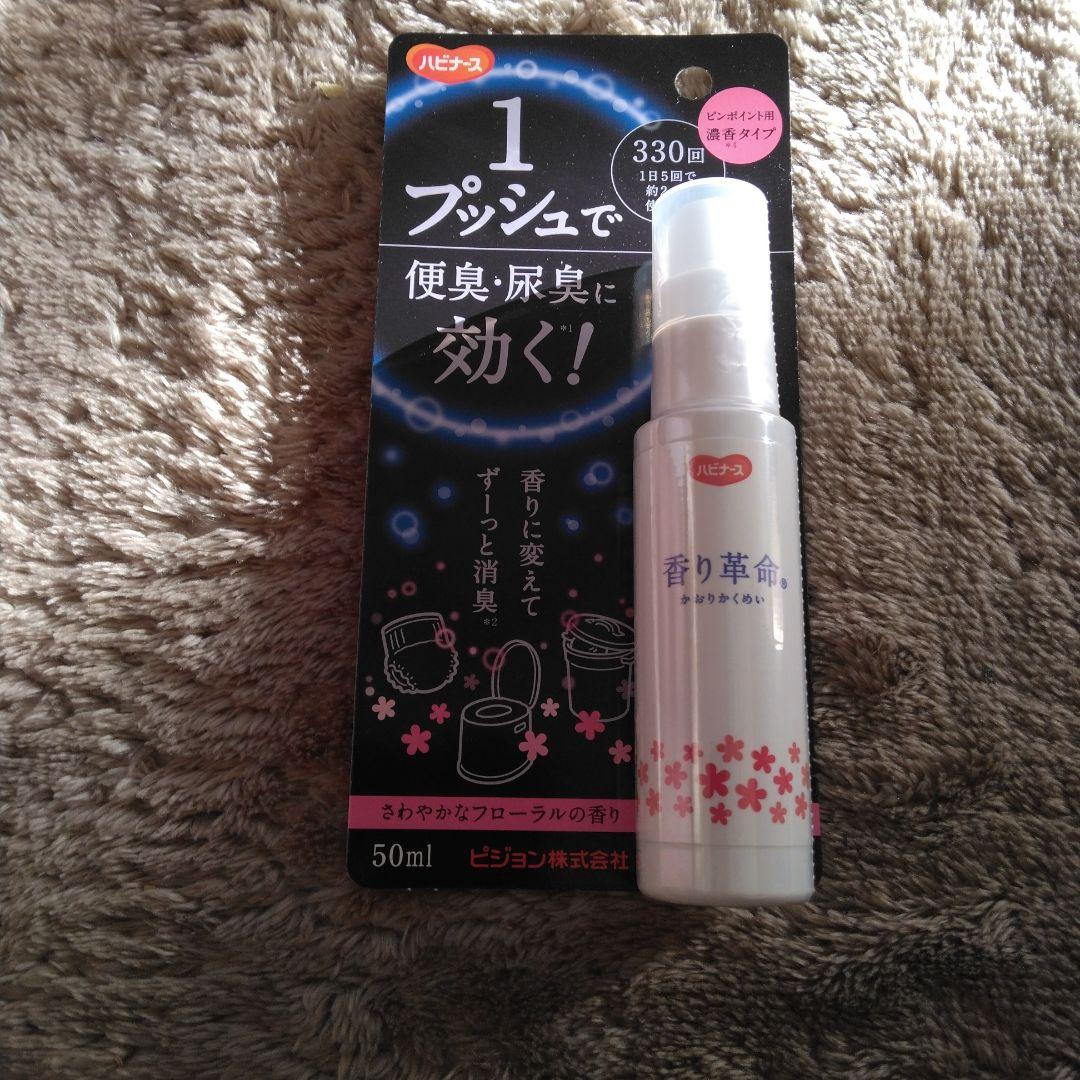 ハビナース
1
プッシュで
便臭・尿臭に
効く!
*1
ピンポイント用
濃香タイプ
330回
1日5回で
約2
香りに変えて
ずーっと消臭
*2
さわやかなフローラルの香り
50ml
ピジョン株式会社
ハビナース
香り革命®
かおりかくめい